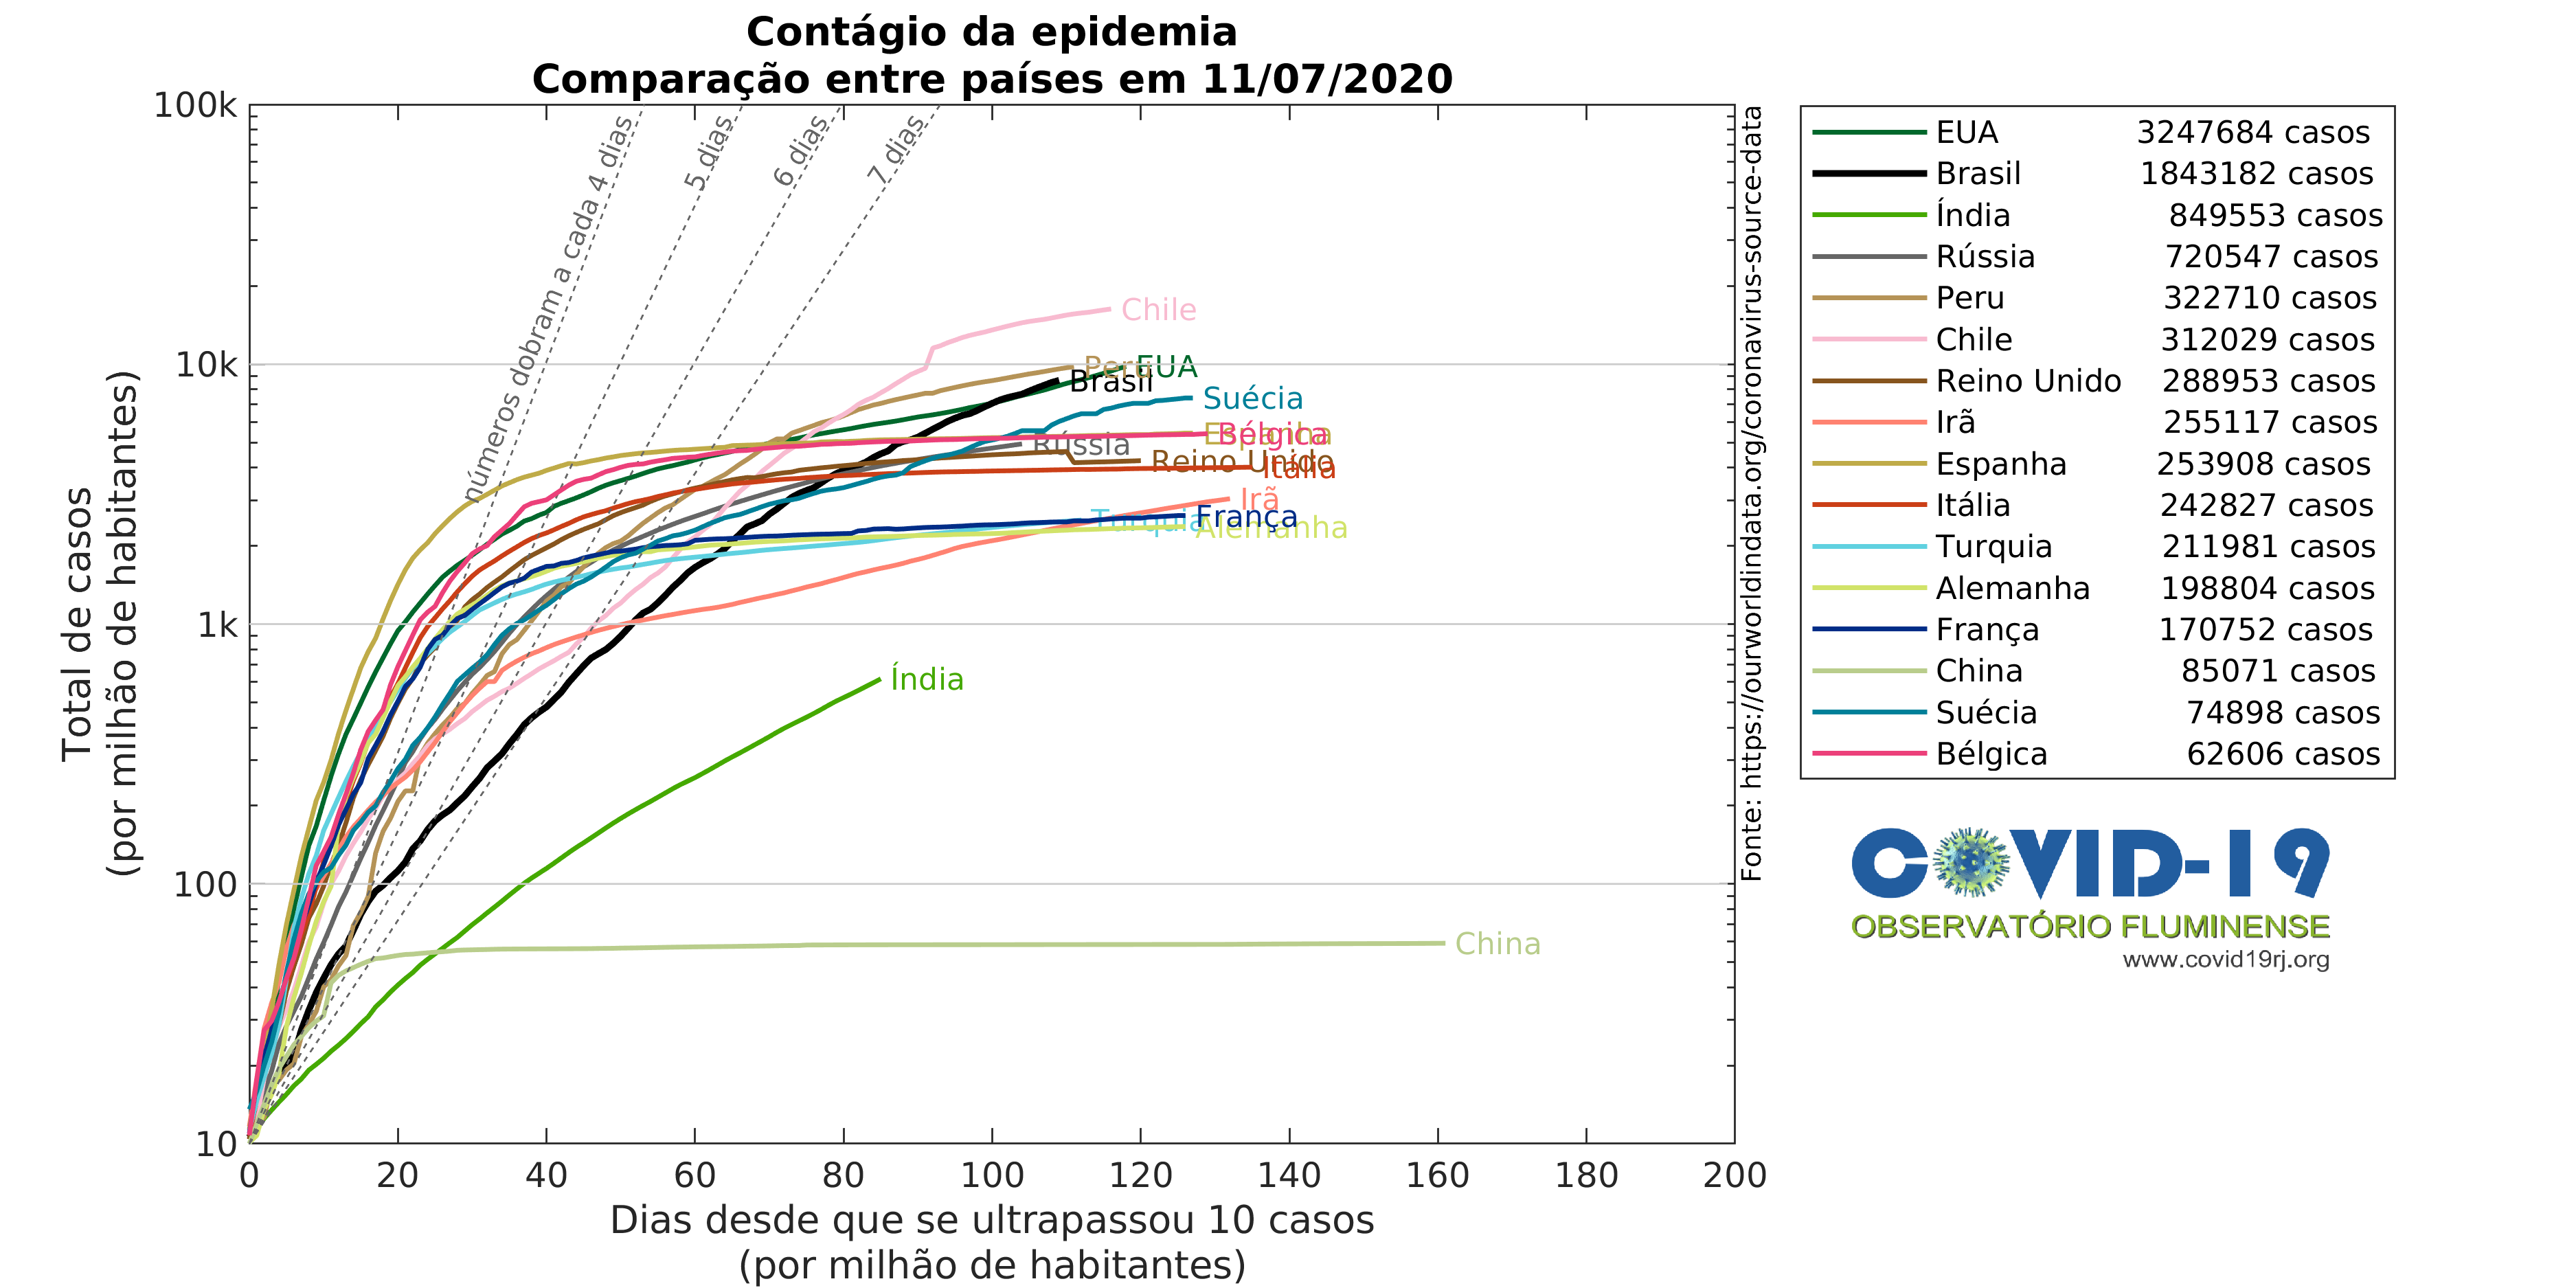 Contágio da epidemia
Comparação entre países em 11/07/2020
Total de casos
(por milhão de habitantes)
100k
10k
1k
100
10
números dobram a cada 4 dias
5 dias
6 dias
7 dias
Chile
Peru
EUA
Brasil
Suécia
Espanha
Bélgica
Rússia
Reino Unido
Itália
Irã
Turquia
França
Alemanha
Índia
China
0 20 40 60 80 100 120 140 160 180 200
Dias desde que se ultrapassou 10 casos
(por milhão de habitantes)
Fonte: https://ourworldindata.org/coronavirus-source-data
EUA 3247684 casos
Brasil 1843182 casos
Índia 849553 casos
Rússia 720547 casos
Peru 322710 casos
Chile 312029 casos
Reino Unido 288953 casos
Irã 255117 casos
Espanha 253908 casos
Itália 242827 casos
Turquia 211981 casos
Alemanha 198804 casos
França 170752 casos
China 85071 casos
Suécia 74898 casos
Bélgica 62606 casos
COVID-19
OBSERVATÓRIO FLUMINENSE
www.covid19rj.org